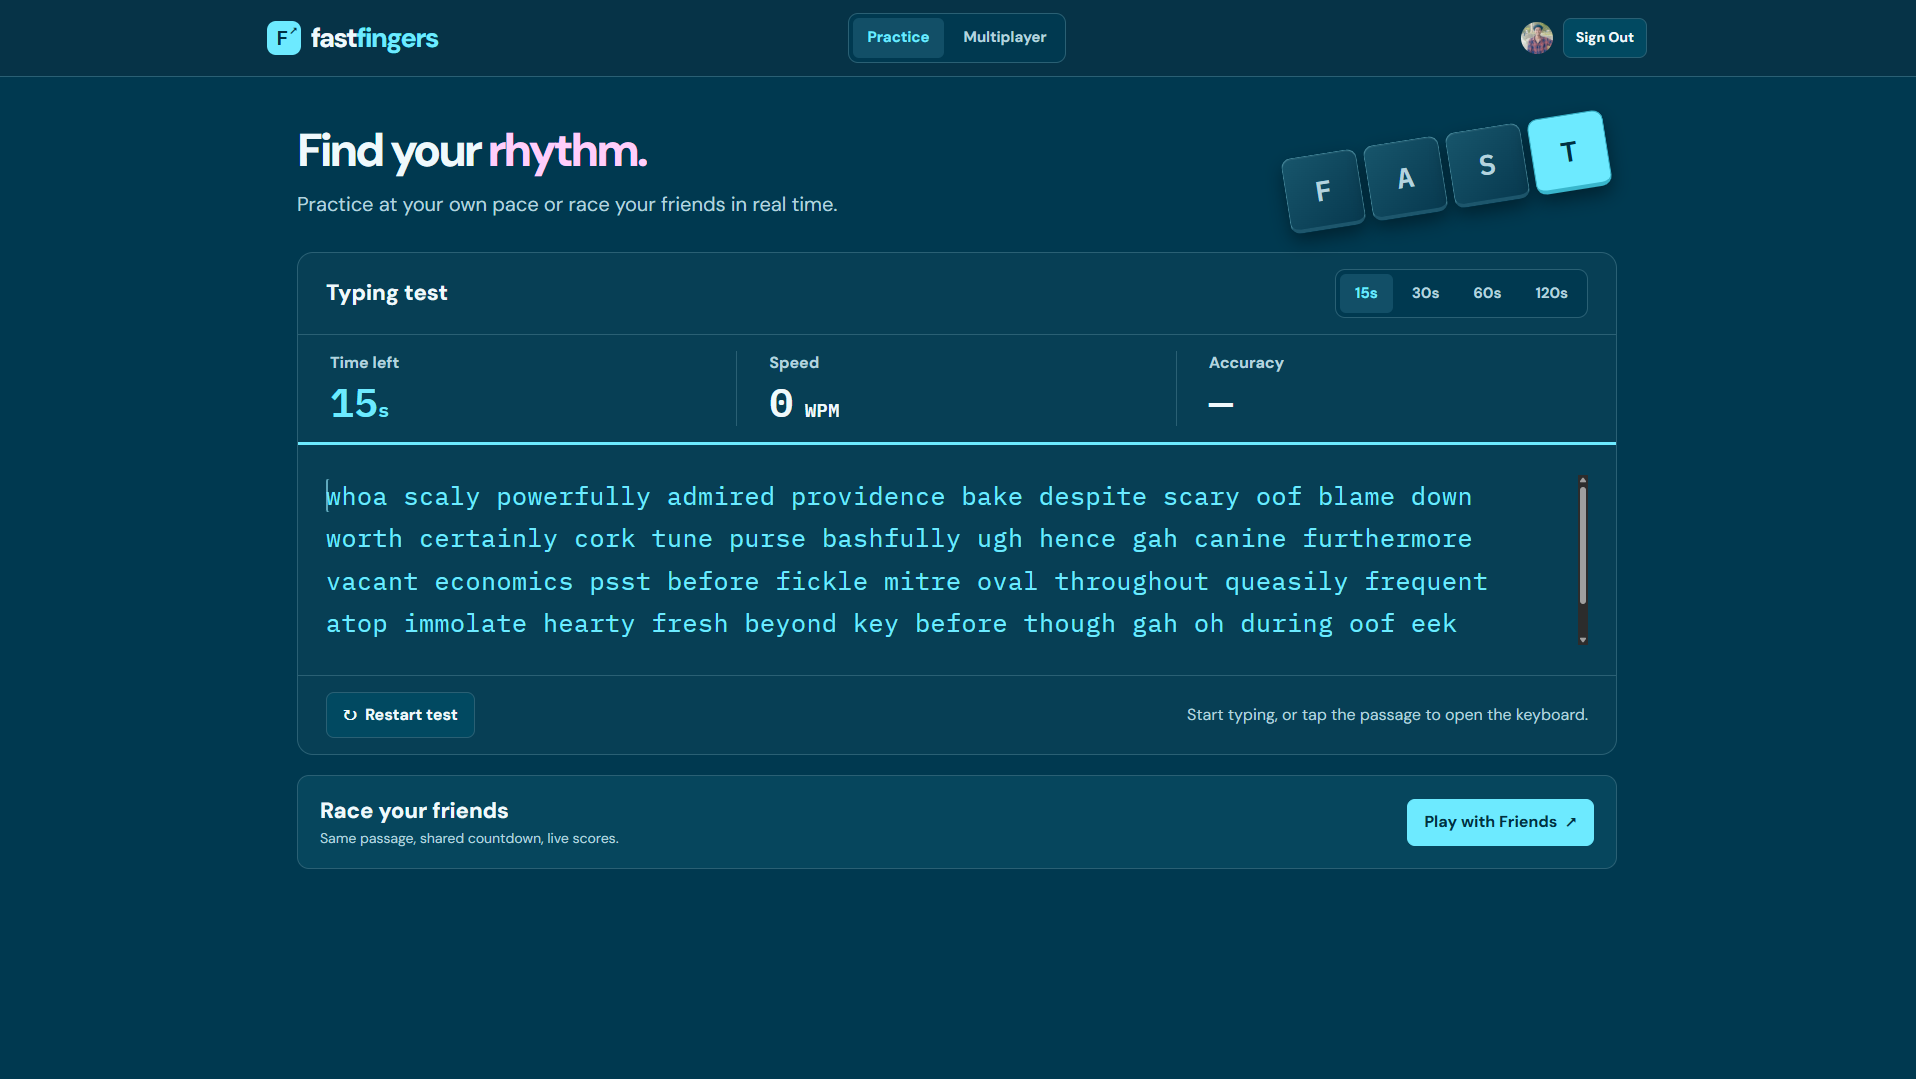 F↗ fastfingers
Practice Multiplayer
Sign Out
Find your rhythm.
Practice at your own pace or race your friends in real time.
F A S T
Typing test
15s 30s 60s 120s
Time left Speed Accuracy
15s 0 WPM —
whoa scaly powerfully admired providence bake despite scary oof blame down
worth certainly cork tune purse bashfully ugh hence gah canine furthermore
vacant economics psst before fickle mitre oval throughout queasily frequent
atop immolate hearty fresh beyond key before though gah oh during oof eek
↻ Restart test
Start typing, or tap the passage to open the keyboard.
Race your friends
Same passage, shared countdown, live scores.
Play with Friends ↗